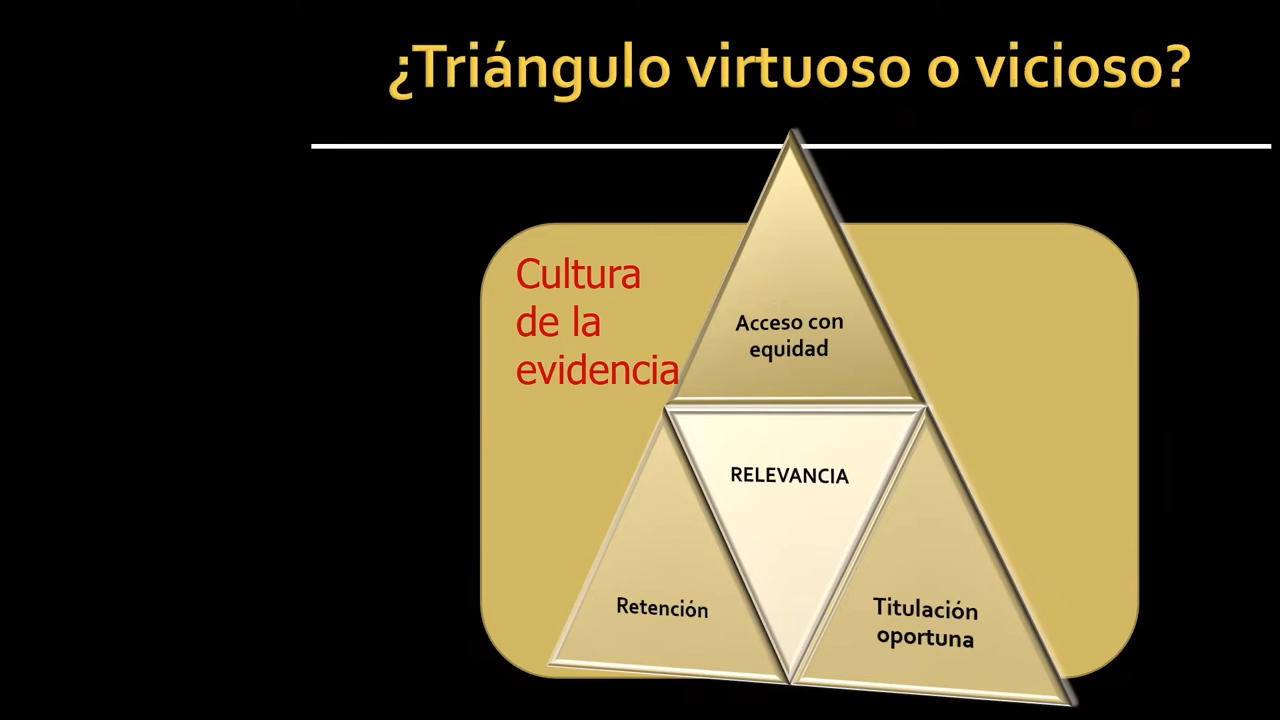 ¿Triángulo virtuoso o vicioso?
Cultura
de la
evidencia
Acceso con
equidad
RELEVANCIA
Retención
Titulación
oportuna